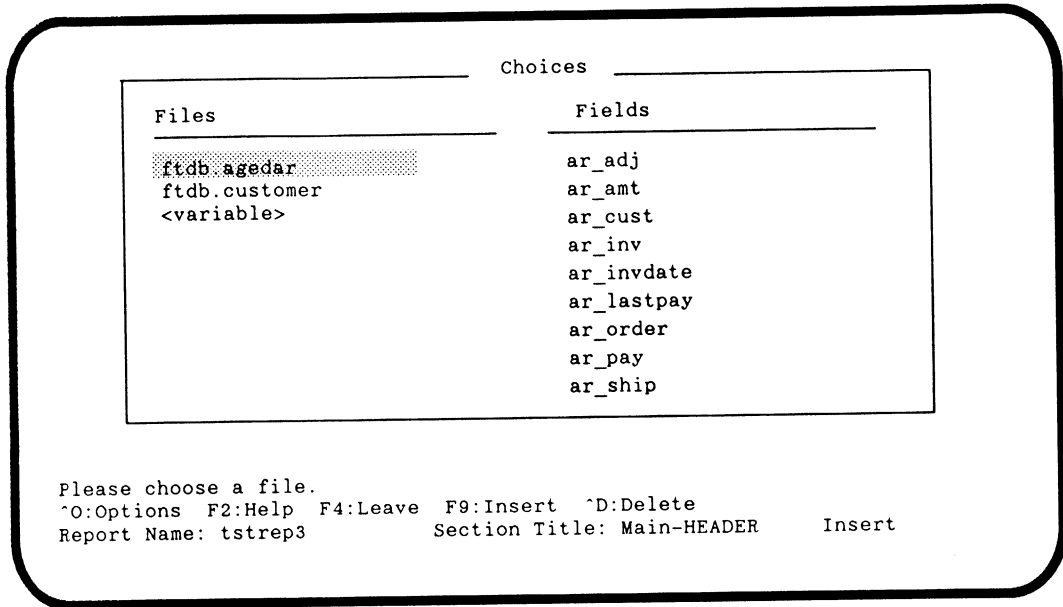 Choices
Files
Fields
ftdb.agedar
ftdb.customer
<variable>
ar_adj
ar_amt
ar_cust
ar_inv
ar_invdate
ar_lastpay
ar_order
ar_pay
ar_ship
Please choose a file.
^O:Options F2:Help F4:Leave F9:Insert ^D:Delete
Report Name: tstrep3 Section Title: Main-HEADER Insert